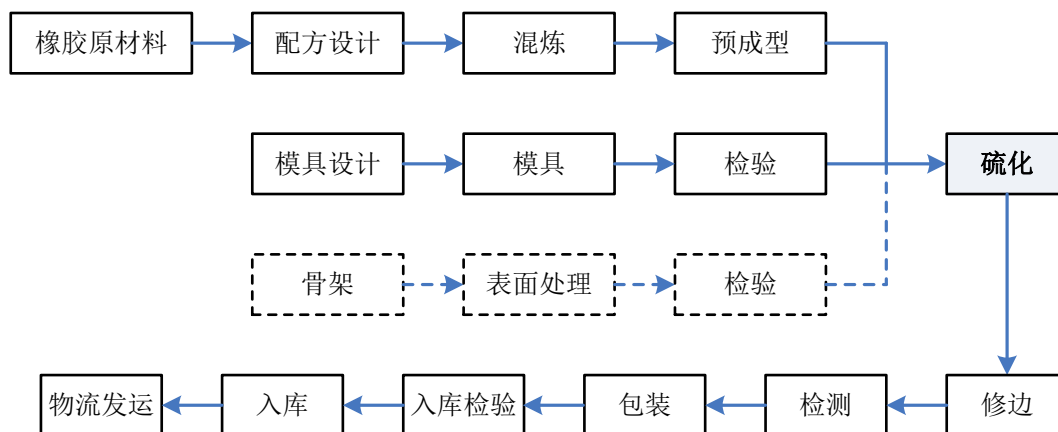 橡胶原材料
配方设计
混炼
预成型
模具设计
模具
检验
硫化
骨架
表面处理
检验
物流发运
入库
入库检验
包装
检测
修边